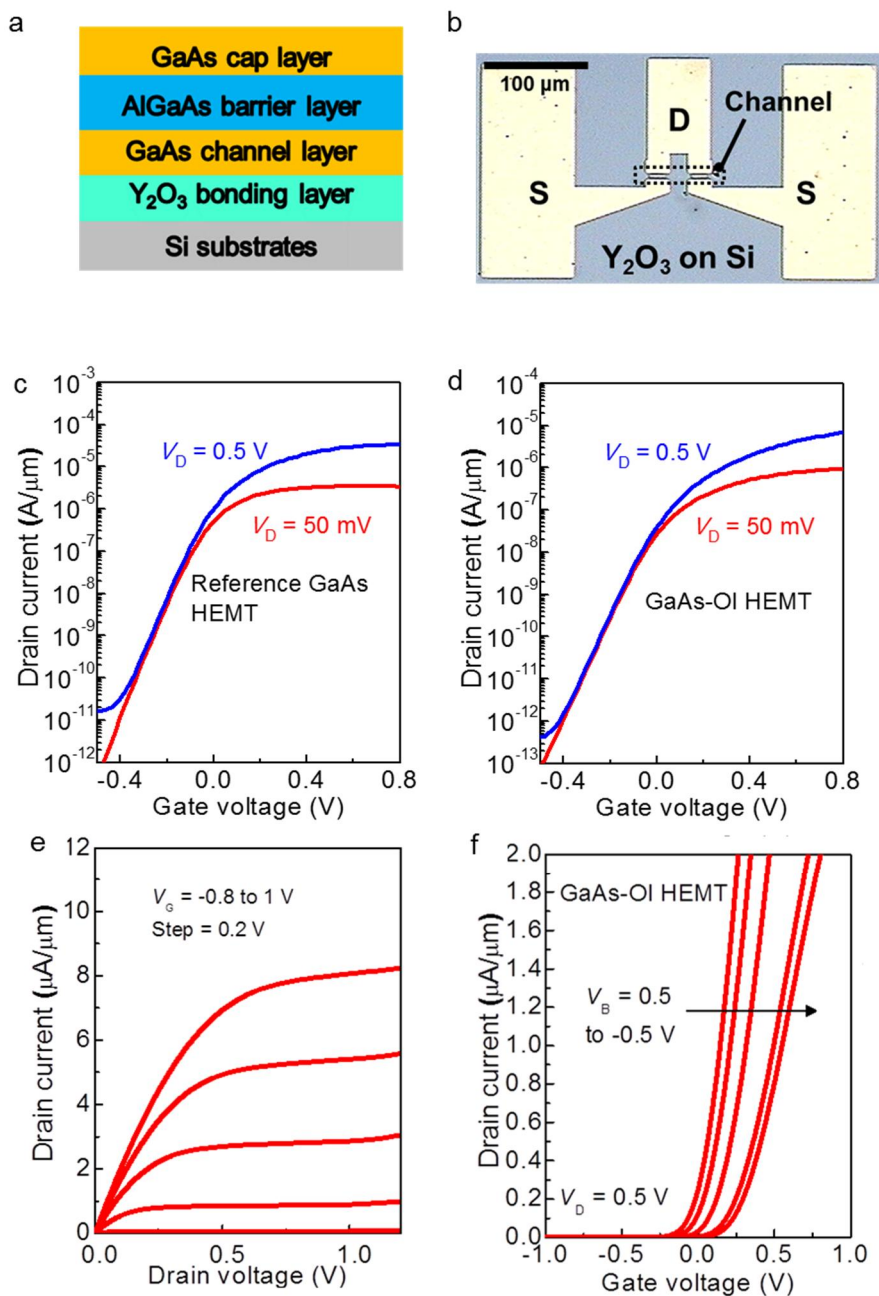 a
GaAs cap layer
AlGaAs barrier layer
GaAs channel layer
Y₂O₃ bonding layer
Si substrates
b
100 μm
Channel
D
S
S
Y₂O₃ on Si
c
10⁻³
10⁻⁴
10⁻⁵
10⁻⁶
10⁻⁷
10⁻⁸
10⁻⁹
10⁻¹⁰
10⁻¹¹
10⁻¹²
Drain current (A/μm)
V_D = 0.5 V
V_D = 50 mV
Reference GaAs
HEMT
-0.4 0.0 0.4 0.8
Gate voltage (V)
d
10⁻⁴
10⁻⁵
10⁻⁶
10⁻⁷
10⁻⁸
10⁻⁹
10⁻¹⁰
10⁻¹¹
10⁻¹²
10⁻¹³
Drain current (A/μm)
V_D = 0.5 V
V_D = 50 mV
GaAs-OI HEMT
-0.4 0.0 0.4 0.8
Gate voltage (V)
e
12
10
8
6
4
2
0
Drain current (μA/μm)
V_G = -0.8 to 1 V
Step = 0.2 V
0.0 0.5 1.0
Drain voltage (V)
f
2.0
1.8
1.6
1.4
1.2
1.0
0.8
0.6
0.4
0.2
0.0
Drain current (μA/μm)
GaAs-OI HEMT
V_B = 0.5
to -0.5 V
V_D = 0.5 V
-1.0 -0.5 0.0 0.5 1.0
Gate voltage (V)